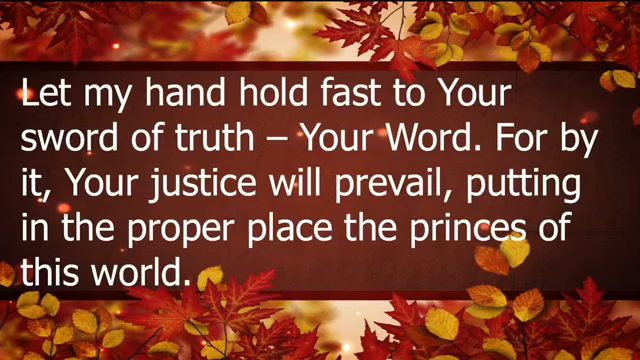 Let my hand hold fast to Your
sword of truth – Your Word. For by
it, Your justice will prevail, putting
in the proper place the princes of
this world.